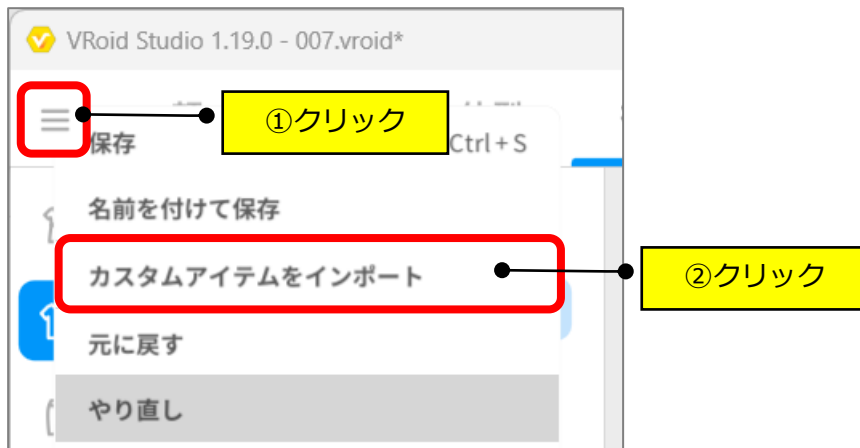 VRoid Studio 1.19.0 - 007.vroid*
①クリック
保存 Ctrl + S
名前を付けて保存
カスタムアイテムをインポート
②クリック
元に戻す
やり直し